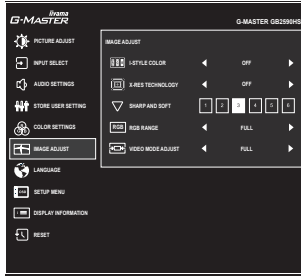 iiyama
G-MASTER
G-MASTER GB2590HS
PICTURE ADJUST
INPUT SELECT
AUDIO SETTINGS
STORE USER SETTING
COLOR SETTINGS
IMAGE ADJUST
LANGUAGE
SETUP MENU
DISPLAY INFORMATION
RESET
IMAGE ADJUST
I-STYLE COLOR OFF
X-RES TECHNOLOGY OFF
SHARP AND SOFT 1 2 3 4 5 6
RGB RGB RANGE FULL
VIDEO MODE ADJUST FULL